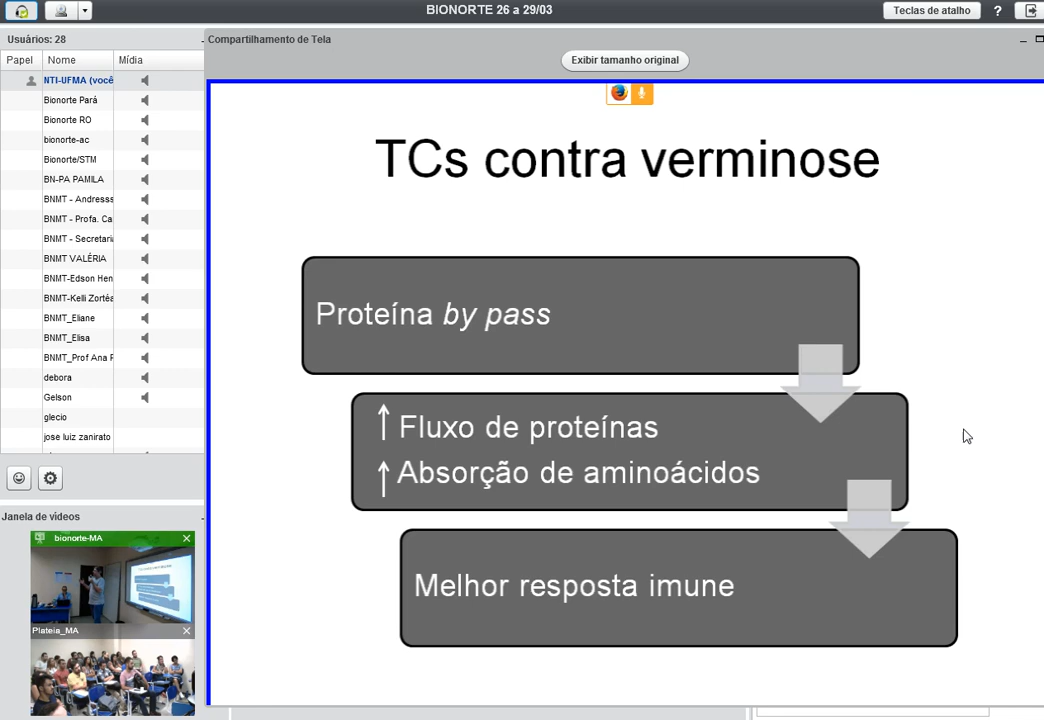 BIONORTE 26 a 29/03
Teclas de atalho
?
Usuários: 28
Compartilhamento de Tela
Papel Nome Mídia
Exibir tamanho original
NTI-UFMA (você
Bionorte Pará
Bionorte RO
bionorte-ac
Bionorte/STM
BN-PA PAMILA
BNMT - Andresss
BNMT - Profa. Ca
BNMT - Secretari
BNMT VALÉRIA
BNMT-Edson Hen
BNMT-Kelli Zortéa
BNMT_Eliane
BNMT_Elisa
BNMT_Prof Ana P
debora
Gelson
glecio
jose luiz zanirato
TCs contra verminose
Proteína by pass
↑ Fluxo de proteínas
↑ Absorção de aminoácidos
Melhor resposta imune
Janela de videos
bionorte-MA
Plateia_MA